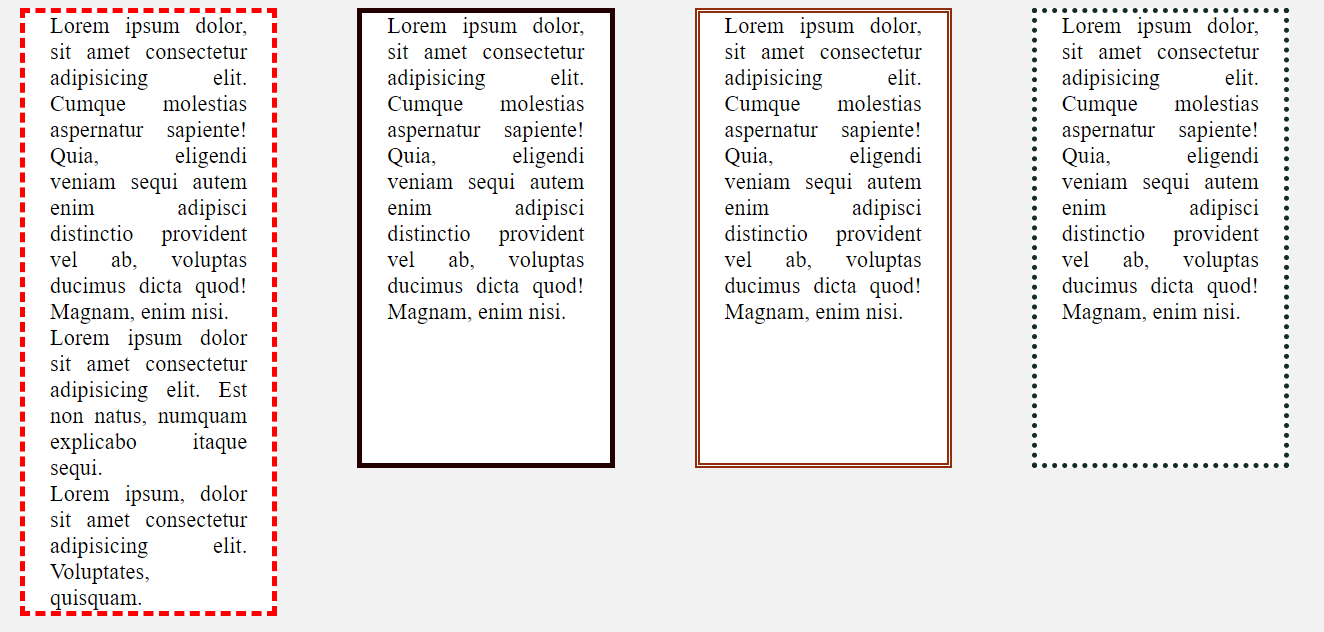 Lorem ipsum dolor,
sit amet consectetur
adipisicing elit.
Cumque molestias
aspernatur sapiente!
Quia, eligendi
veniam sequi autem
enim adipisci
distinctio provident
vel ab, voluptas
ducimus dicta quod!
Magnam, enim nisi.
Lorem ipsum dolor
sit amet consectetur
adipisicing elit. Est
non natus, numquam
explicabo itaque
sequi.
Lorem ipsum, dolor
sit amet consectetur
adipisicing elit.
Voluptates,
quisquam.
Lorem ipsum dolor,
sit amet consectetur
adipisicing elit.
Cumque molestias
aspernatur sapiente!
Quia, eligendi
veniam sequi autem
enim adipisci
distinctio provident
vel ab, voluptas
ducimus dicta quod!
Magnam, enim nisi.
Lorem ipsum dolor,
sit amet consectetur
adipisicing elit.
Cumque molestias
aspernatur sapiente!
Quia, eligendi
veniam sequi autem
enim adipisci
distinctio provident
vel ab, voluptas
ducimus dicta quod!
Magnam, enim nisi.
Lorem ipsum dolor,
sit amet consectetur
adipisicing elit.
Cumque molestias
aspernatur sapiente!
Quia, eligendi
veniam sequi autem
enim adipisci
distinctio provident
vel ab, voluptas
ducimus dicta quod!
Magnam, enim nisi.